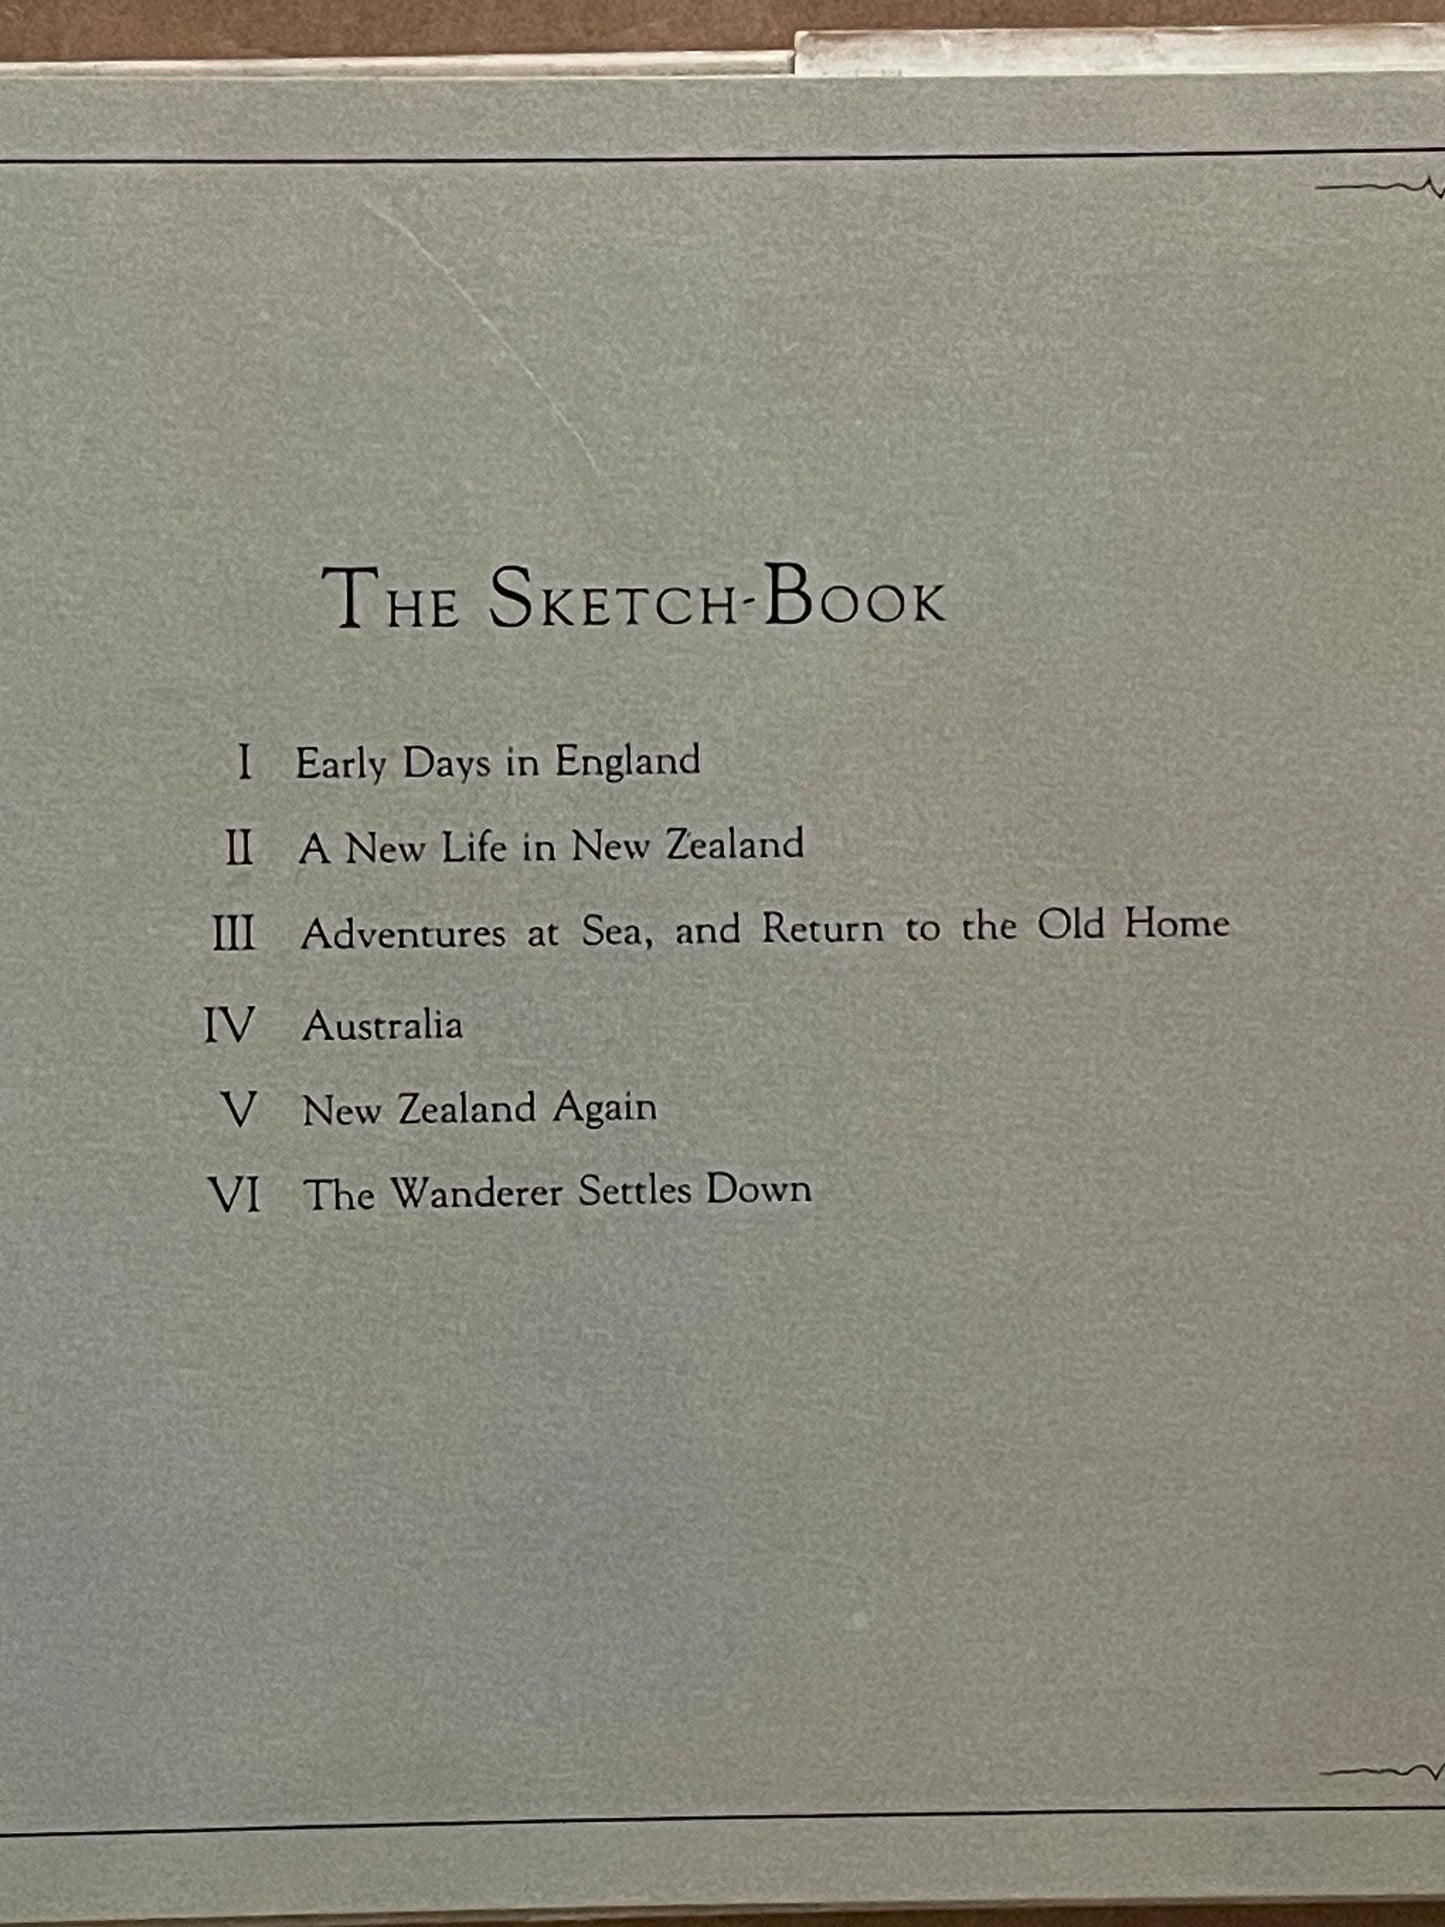 THE SKETCH-BOOK
I Early Days in England
II A New Life in New Zealand
III Adventures at Sea, and Return to the Old Home
IV Australia
V New Zealand Again
VI The Wanderer Settles Down